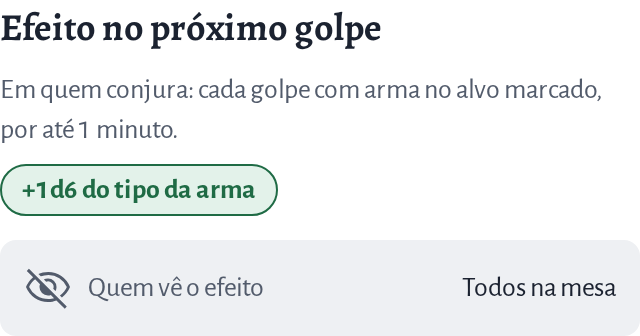 Efeito no próximo golpe
Em quem conjura: cada golpe com arma no alvo marcado,
por até 1 minuto.
+1d6 do tipo da arma
Quem vê o efeito
Todos na mesa